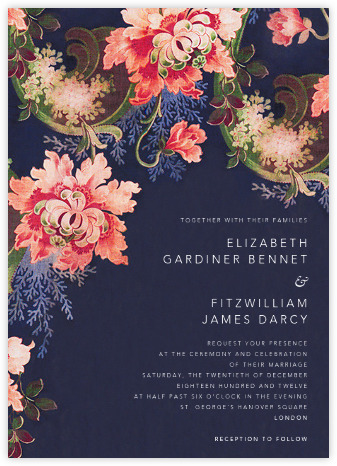 TOGETHER WITH THEIR FAMILIES
ELIZABETH
GARDINER BENNET
&
FITZWILLIAM
JAMES DARCY
REQUEST YOUR PRESENCE
AT THE CEREMONY AND CELEBRATION
OF THEIR MARRIAGE
SATURDAY, THE TWENTIETH OF DECEMBER
EIGHTEEN HUNDRED AND TWELVE
AT HALF PAST SIX O'CLOCK IN THE EVENING
ST. GEORGE'S HANOVER SQUARE
LONDON
RECEPTION TO FOLLOW